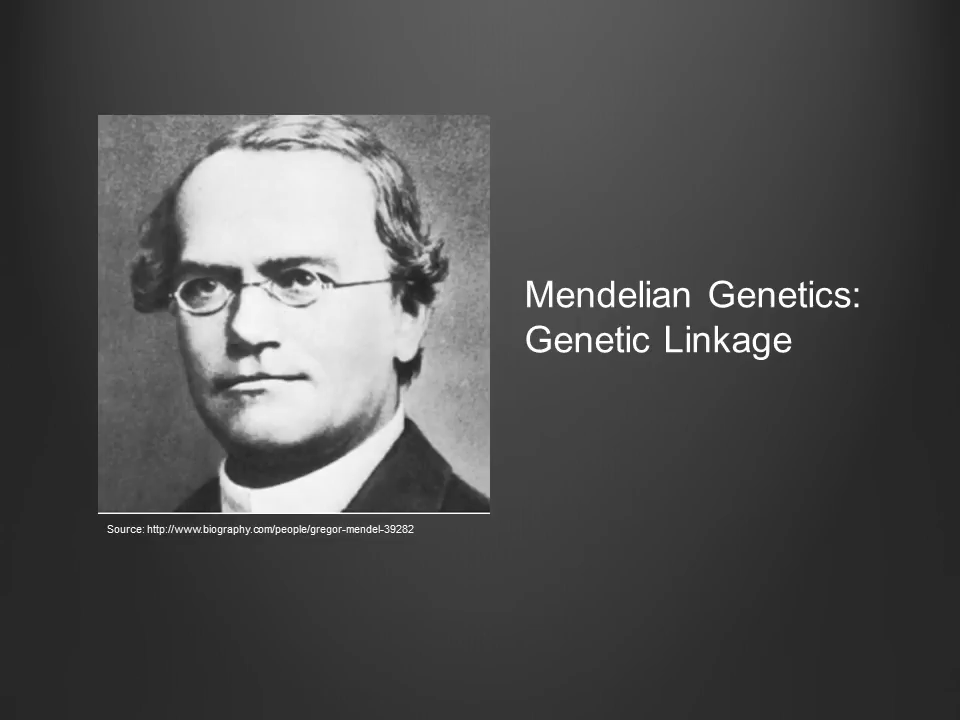 Mendelian Genetics:
Genetic Linkage
Source: http://www.biography.com/people/gregor-mendel-39282